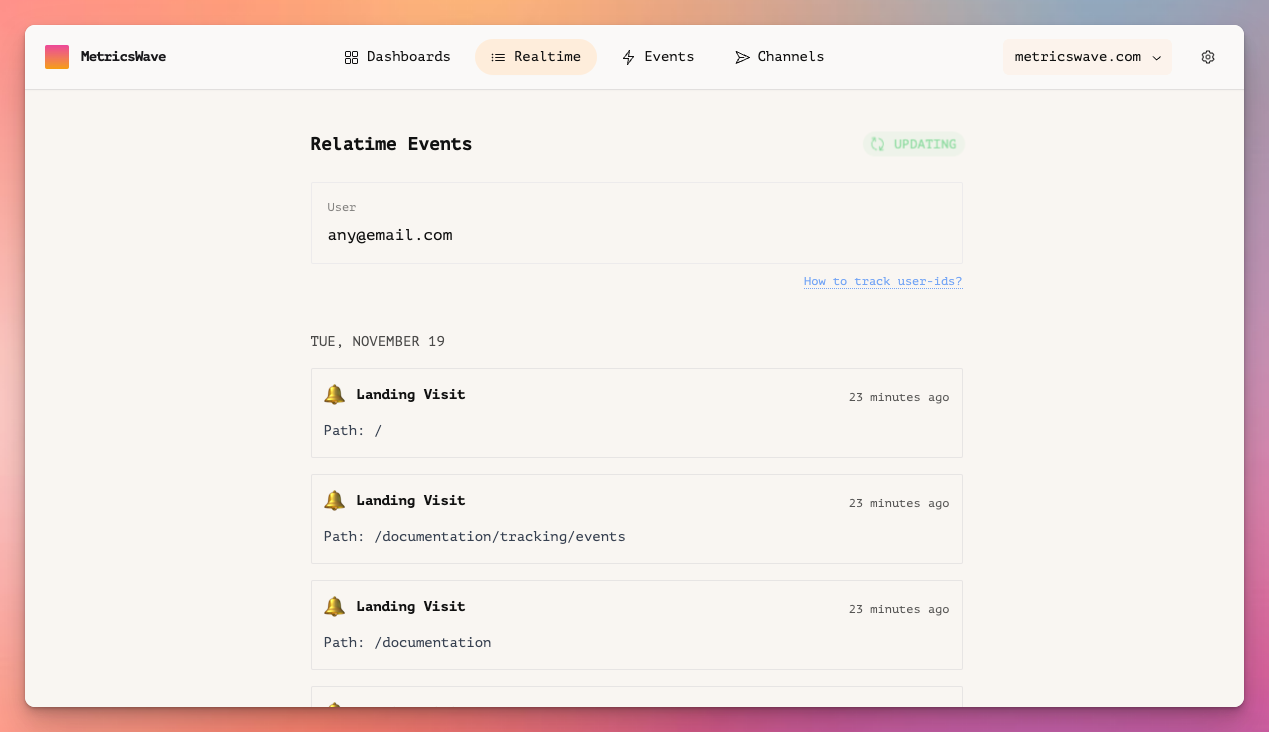 MetricsWave
Dashboards
Realtime
Events
Channels
metricswave.com
Relatime Events
UPDATING
User
any@email.com
How to track user-ids?
TUE, NOVEMBER 19
Landing Visit
23 minutes ago
Path: /
Landing Visit
23 minutes ago
Path: /documentation/tracking/events
Landing Visit
23 minutes ago
Path: /documentation